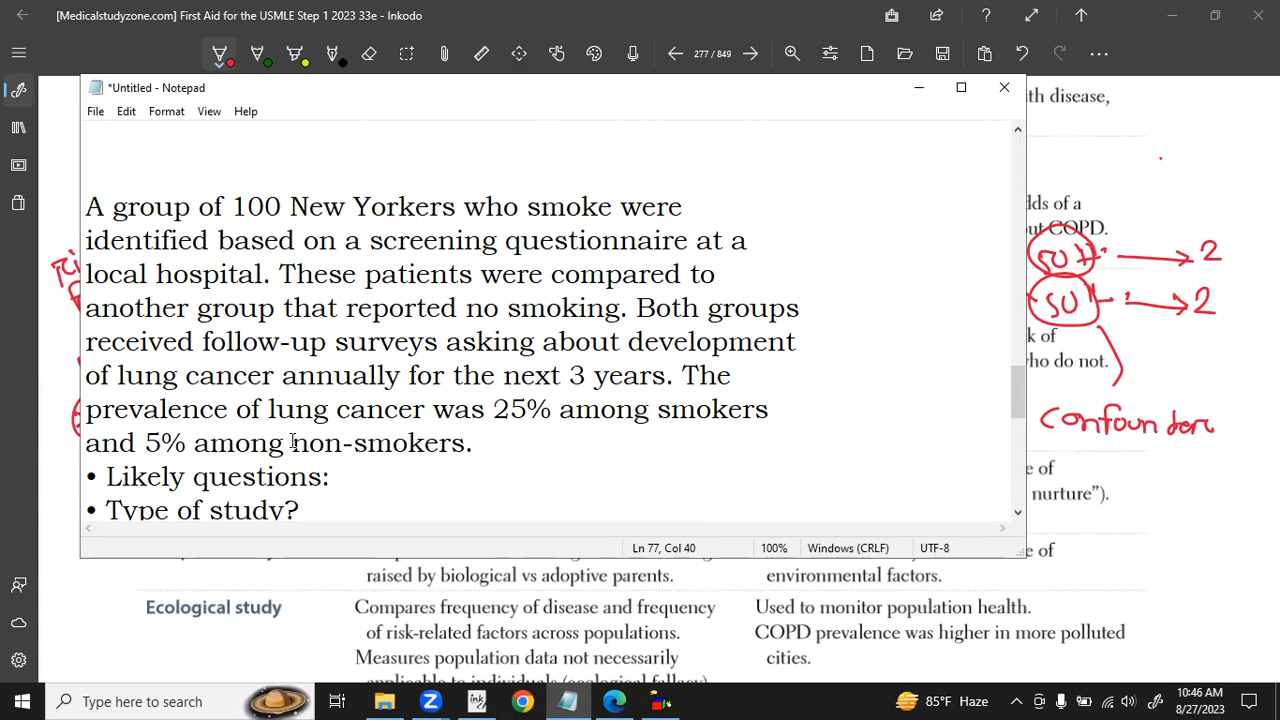 [Medicalstudyzone.com] First Aid for the USMLE Step 1 2023 33e - Inkodo
277 / 849
*Untitled - Notepad
File Edit Format View Help
A group of 100 New Yorkers who smoke were
identified based on a screening questionnaire at a
local hospital. These patients were compared to
another group that reported no smoking. Both groups
received follow-up surveys asking about development
of lung cancer annually for the next 3 years. The
prevalence of lung cancer was 25% among smokers
and 5% among non-smokers.
• Likely questions:
• Type of study?
Ln 77, Col 40 100% Windows (CRLF) UTF-8
th disease,
dds of a
out COPD.
50 → 2
50 → 2
k of
who do not.
Confounders
e of
nurture”).
e of
raised by biological vs adoptive parents.
environmental factors.
Ecological study
Compares frequency of disease and frequency
of risk-related factors across populations.
Measures population data not necessarily
applicable to individuals (ecological fallacy)
Used to monitor population health.
COPD prevalence was higher in more polluted
cities.
Type here to search
85°F Haze
10:46 AM
8/27/2023